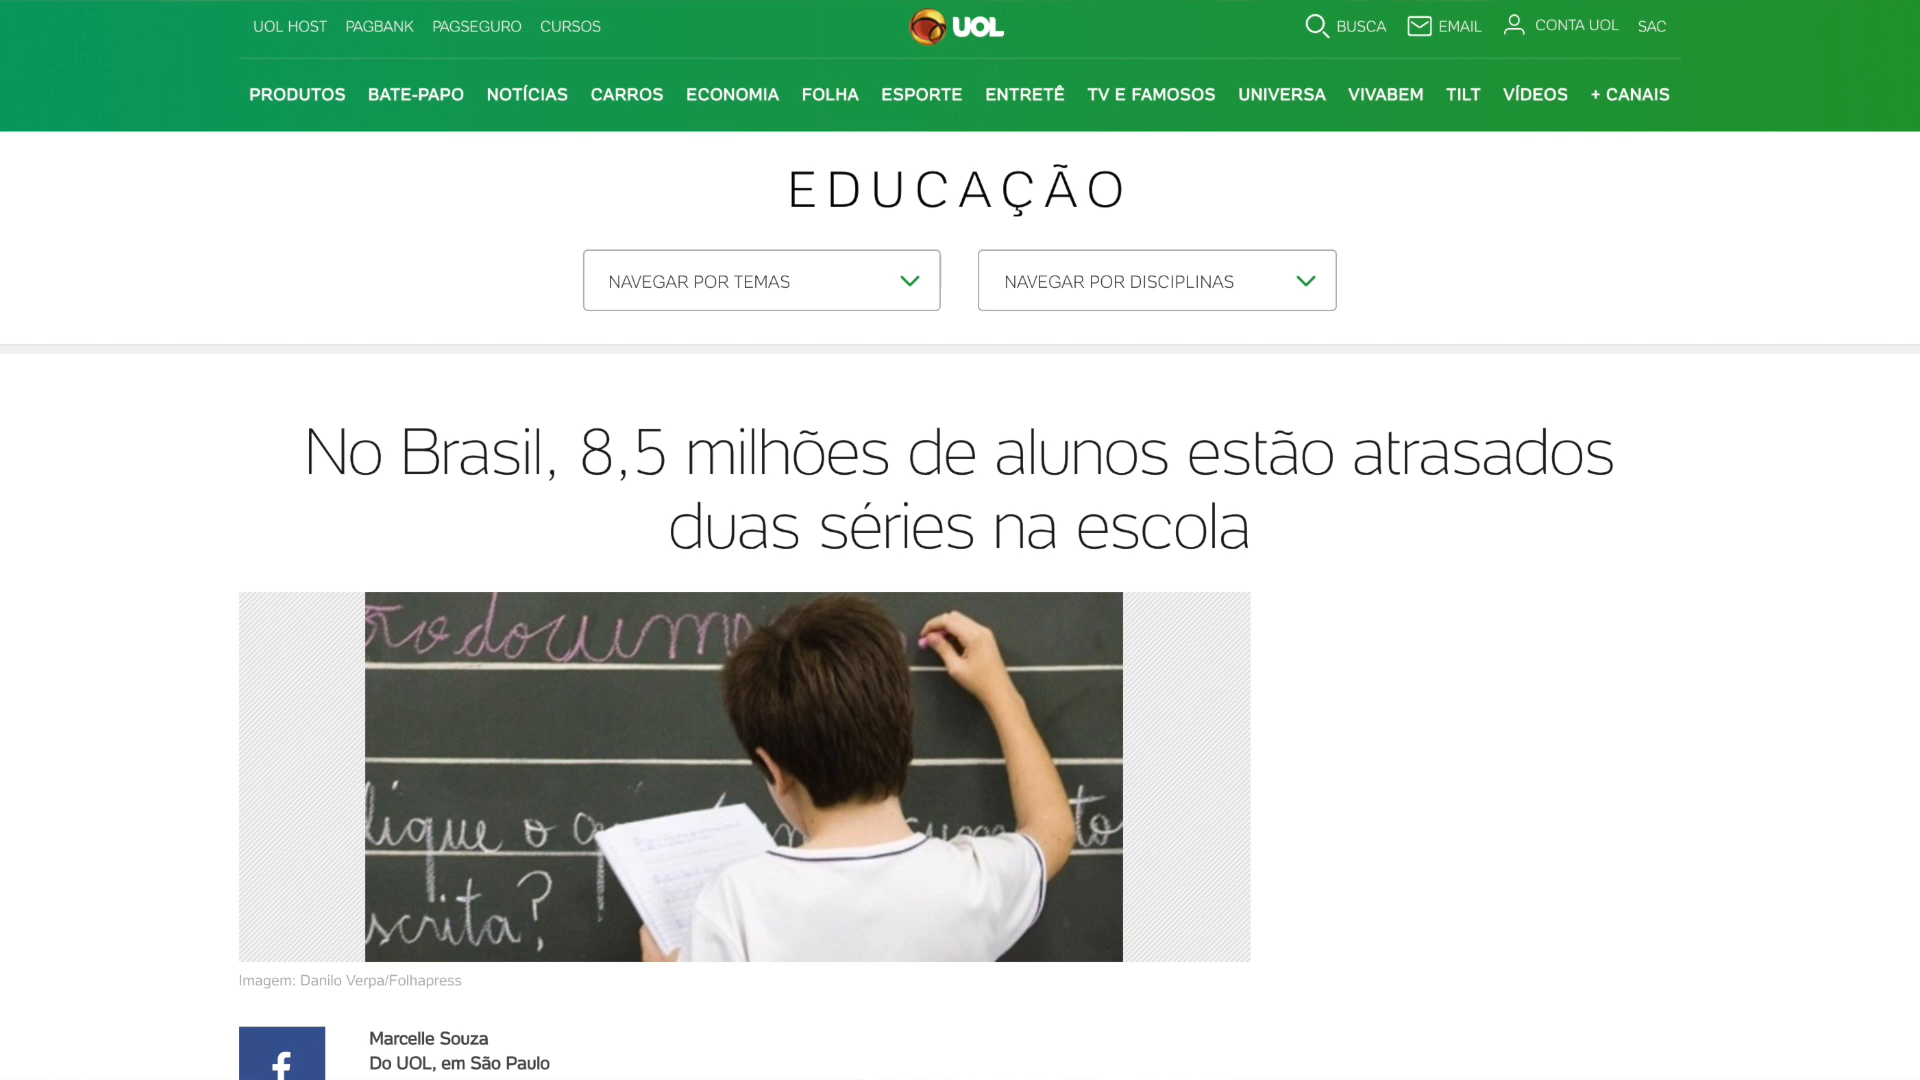 UOL HOST PAGBANK PAGSEGURO CURSOS UOL BUSCA EMAIL CONTA UOL SAC
PRODUTOS BATE-PAPO NOTÍCIAS CARROS ECONOMIA FOLHA ESPORTE ENTRETÊ TV E FAMOSOS UNIVERSA VIVABEM TILT VÍDEOS + CANAIS
EDUCAÇÃO
NAVEGAR POR TEMAS NAVEGAR POR DISCIPLINAS
No Brasil, 8,5 milhões de alunos estão atrasados
duas séries na escola
lique o
scrita?
Imagem: Danilo Verpa/Folhapress
Marcelle Souza
Do UOL, em São Paulo